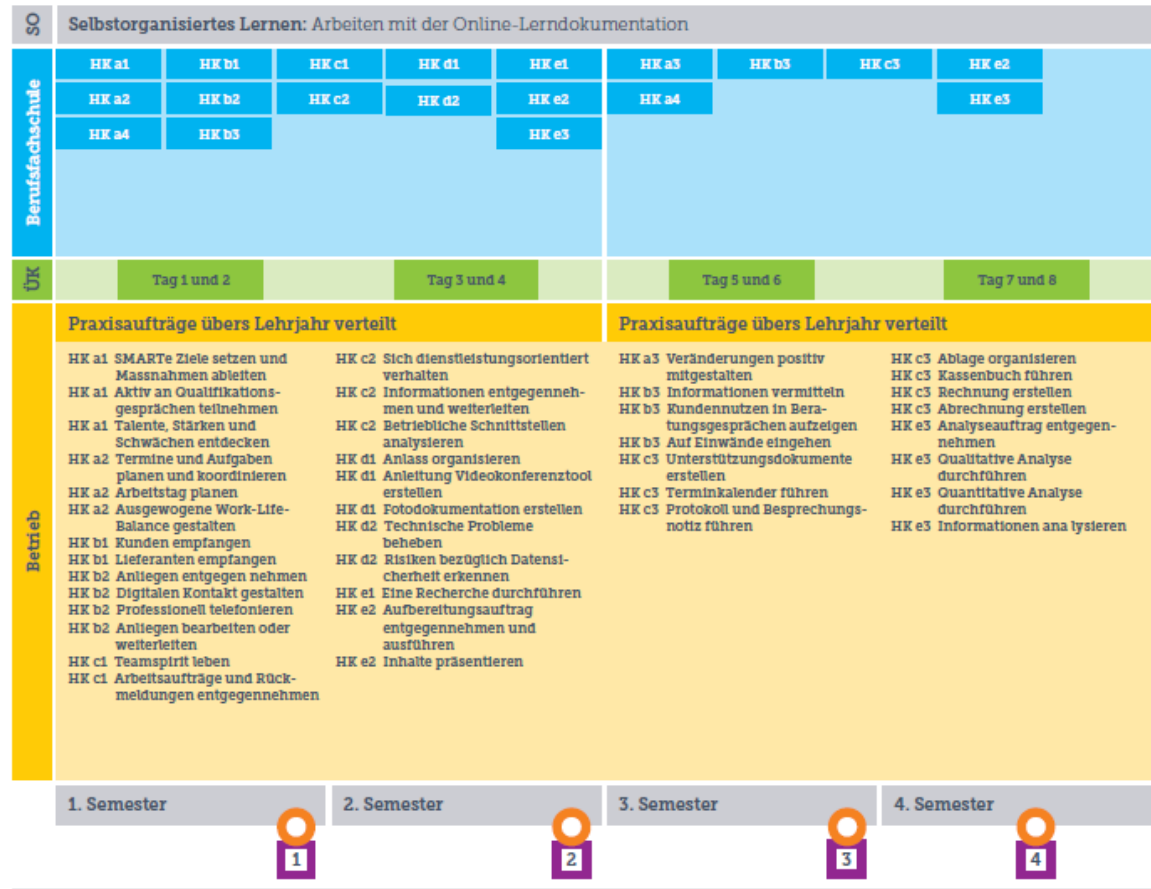 SO
Selbstorganisiertes Lernen: Arbeiten mit der Online-Lerndokumentation
Berufsfachschule
HK a1 HK b1 HK c1 HK d1 HK e1 HK a3 HK b3 HK c3 HK e2
HK a2 HK b2 HK c2 HK d2 HK e2 HK a4 HK e3
HK a4 HK b3 HK e3
ÜK
Tag 1 und 2 Tag 3 und 4 Tag 5 und 6 Tag 7 und 8
Betrieb
Praxisaufträge übers Lehrjahr verteilt
HK a1 SMARTe Ziele setzen und
Massnahmen ableiten
HK a1 Aktiv an Qualifikations-
gesprächen teilnehmen
HK a1 Talente, Stärken und
Schwächen entdecken
HK a2 Termine und Aufgaben
planen und koordinieren
HK a2 Arbeitstag planen
HK a2 Ausgewogene Work-Life-
Balance gestalten
HK b1 Kunden empfangen
HK b1 Lieferanten empfangen
HK b2 Anliegen entgegen nehmen
HK b2 Digitalen Kontakt gestalten
HK b2 Professionell telefonieren
HK b2 Anliegen bearbeiten oder
weiterleiten
HK c1 Teamspirit leben
HK c1 Arbeitsaufträge und Rück-
meldungen entgegennehmen
HK c2 Sich dienstleistungsorientiert
verhalten
HK c2 Informationen entgegenneh-
men und weiterleiten
HK c2 Betriebliche Schnittstellen
analysieren
HK d1 Anlass organisieren
HK d1 Anleitung Videokonferenztool
erstellen
HK d1 Fotodokumentation erstellen
HK d2 Technische Probleme
beheben
HK d2 Risiken bezüglich Datensi-
cherheit erkennen
HK e1 Eine Recherche durchführen
HK e2 Aufbereitungsauftrag
entgegennehmen und
ausführen
HK e2 Inhalte präsentieren
Praxisaufträge übers Lehrjahr verteilt
HK a3 Veränderungen positiv
mitgestalten
HK b3 Informationen vermitteln
HK b3 Kundennutzen in Bera-
tungsgesprächen aufzeigen
HK b3 Auf Einwände eingehen
HK c3 Unterstützungsdokumente
erstellen
HK c3 Terminkalender führen
HK c3 Protokoll und Besprechungs-
notiz führen
HK c3 Ablage organisieren
HK c3 Kassenbuch führen
HK c3 Rechnung erstellen
HK c3 Abrechnung erstellen
HK e3 Analyseauftrag entgegen-
nehmen
HK e3 Qualitative Analyse
durchführen
HK e3 Quantitative Analyse
durchführen
HK e3 Informationen ana lysieren
1. Semester 2. Semester 3. Semester 4. Semester
1 2 3 4